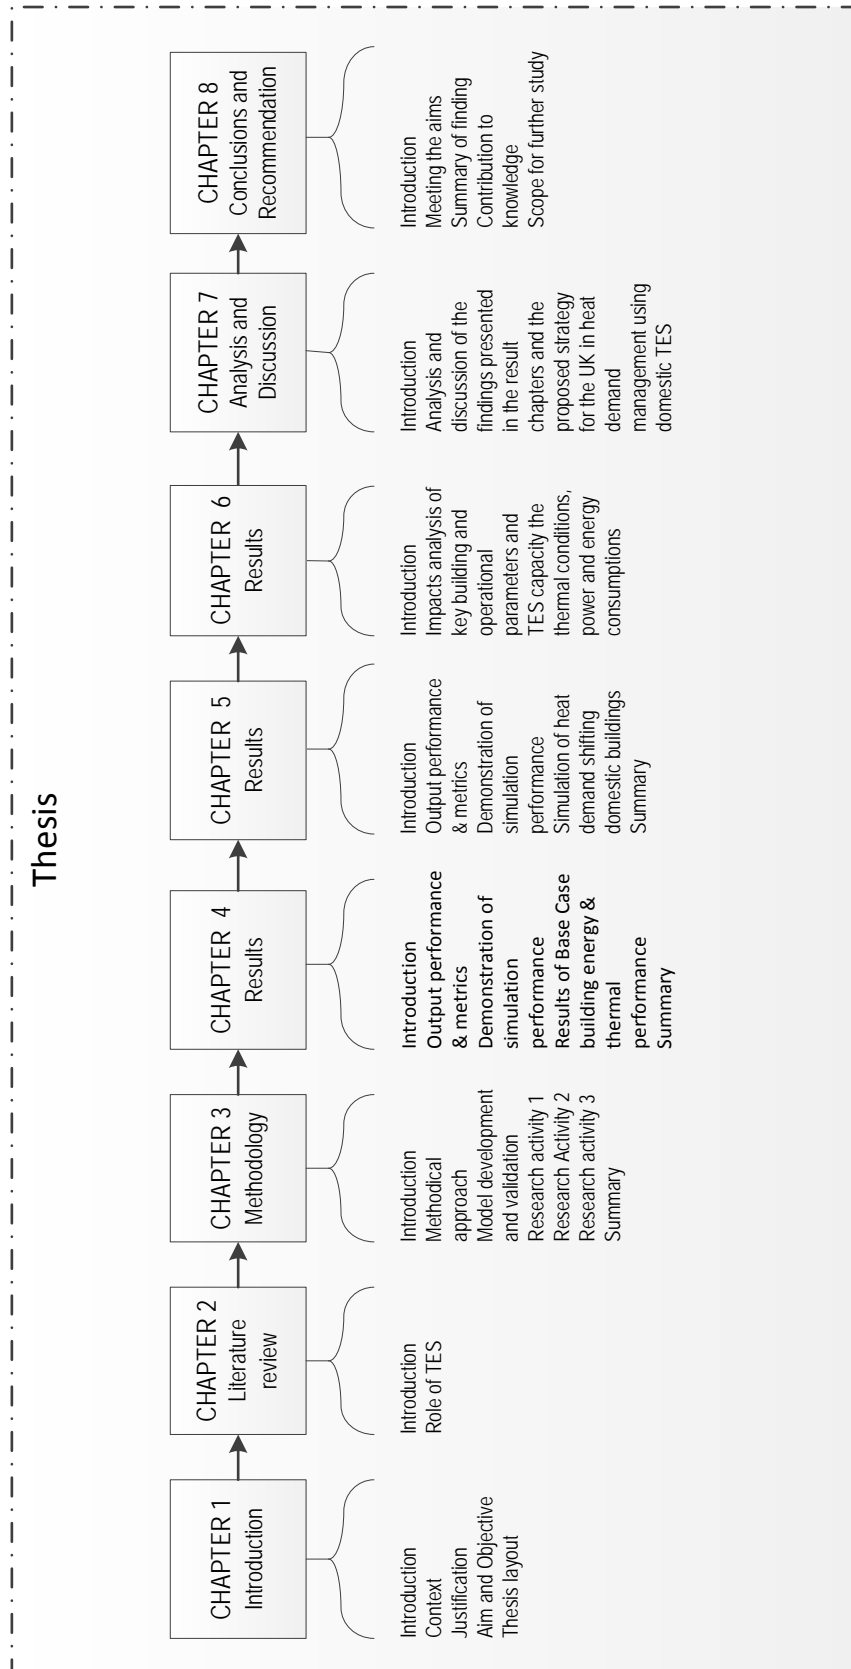 Thesis
CHAPTER 1
Introduction
Introduction
Context
Justification
Aim and Objective
Thesis layout
CHAPTER 2
Literature
review
Introduction
Role of TES
CHAPTER 3
Methodology
Introduction
Methodical
approach
Model development
and validation
Research activity 1
Research Activity 2
Research activity 3
Summary
CHAPTER 4
Results
Introduction
Output performance
& metrics
Demonstration of
simulation
performance
Results of Base Case
building energy &
thermal
performance
Summary
CHAPTER 5
Results
Introduction
Output performance
& metrics
Demonstration of
simulation
performance
Simulation of heat
demand shifting
domestic buildings
Summary
CHAPTER 6
Results
Introduction
Impacts analysis of
key building and
operational
parameters and
TES capacity the
thermal conditions,
power and energy
consumptions
CHAPTER 7
Analysis and
Discussion
Introduction
Analysis and
discussion of the
findings presented
in the result
chapters and the
proposed strategy
for the UK in heat
demand
management using
domestic TES
CHAPTER 8
Conclusions and
Recommendation
Introduction
Meeting the aims
Summary of finding
Contribution to
knowledge
Scope for further study